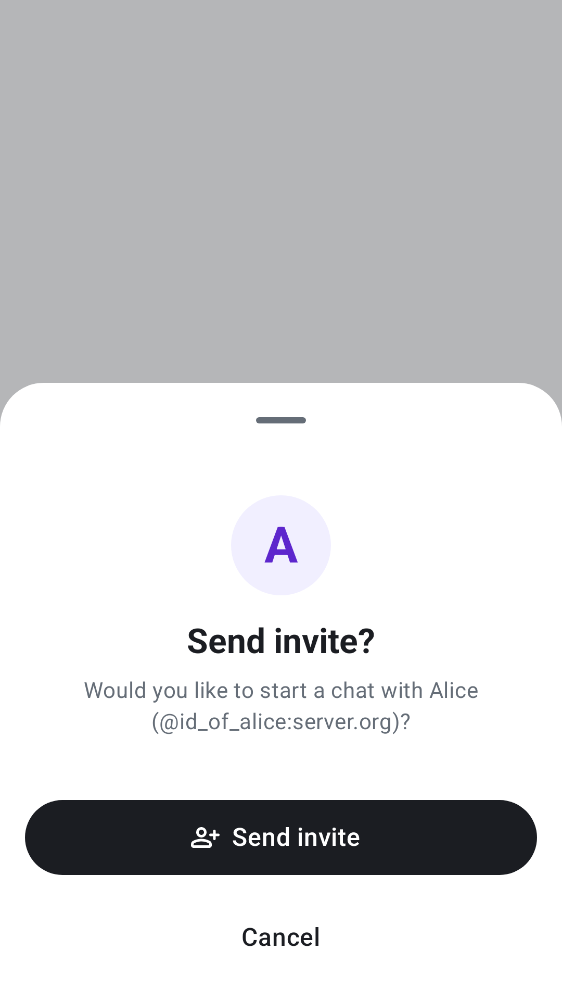 A
Send invite?
Would you like to start a chat with Alice
(@id_of_alice:server.org)?
Send invite
Cancel